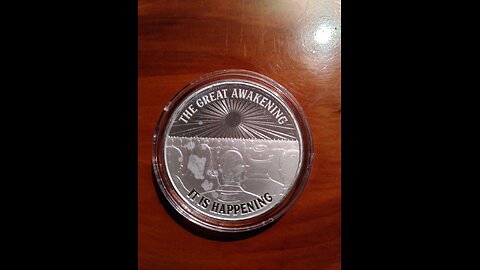 THE GREAT AWAKENING
IT IS HAPPENING